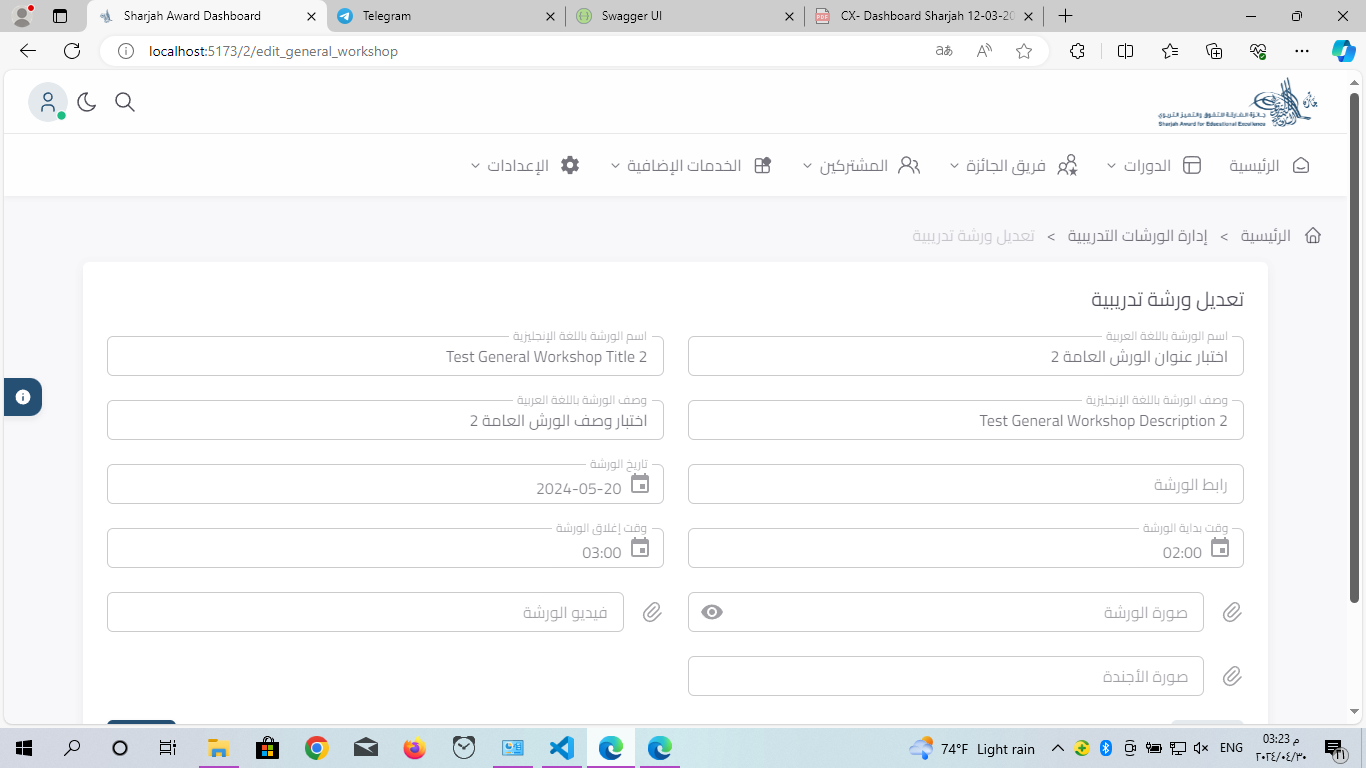 Sharjah Award Dashboard
Telegram
Swagger UI
CX- Dashboard Sharjah 12-03-20
localhost:5173/2/edit_general_workshop
جائزة الشارقة للتفوق والتميز التربوي
Sharjah Award for Educational Excellence
الرئيسية
الدورات
فريق الجائزة
المشتركين
الخدمات الإضافية
الإعدادات
الرئيسية > إدارة الورشات التدريبية > تعديل ورشة تدريبية
تعديل ورشة تدريبية
اسم الورشة باللغة العربية
اختبار عنوان الورش العامة 2
اسم الورشة باللغة الإنجليزية
Test General Workshop Title 2
وصف الورشة باللغة الإنجليزية
Test General Workshop Description 2
وصف الورشة باللغة العربية
اختبار وصف الورش العامة 2
رابط الورشة
تاريخ الورشة
2024-05-20
وقت بداية الورشة
02:00
وقت إغلاق الورشة
03:00
صورة الورشة
فيديو الورشة
صورة الأجندة
74°F Light rain
ENG
03:23 م
٢٠٢٤/٠٤/٣٠